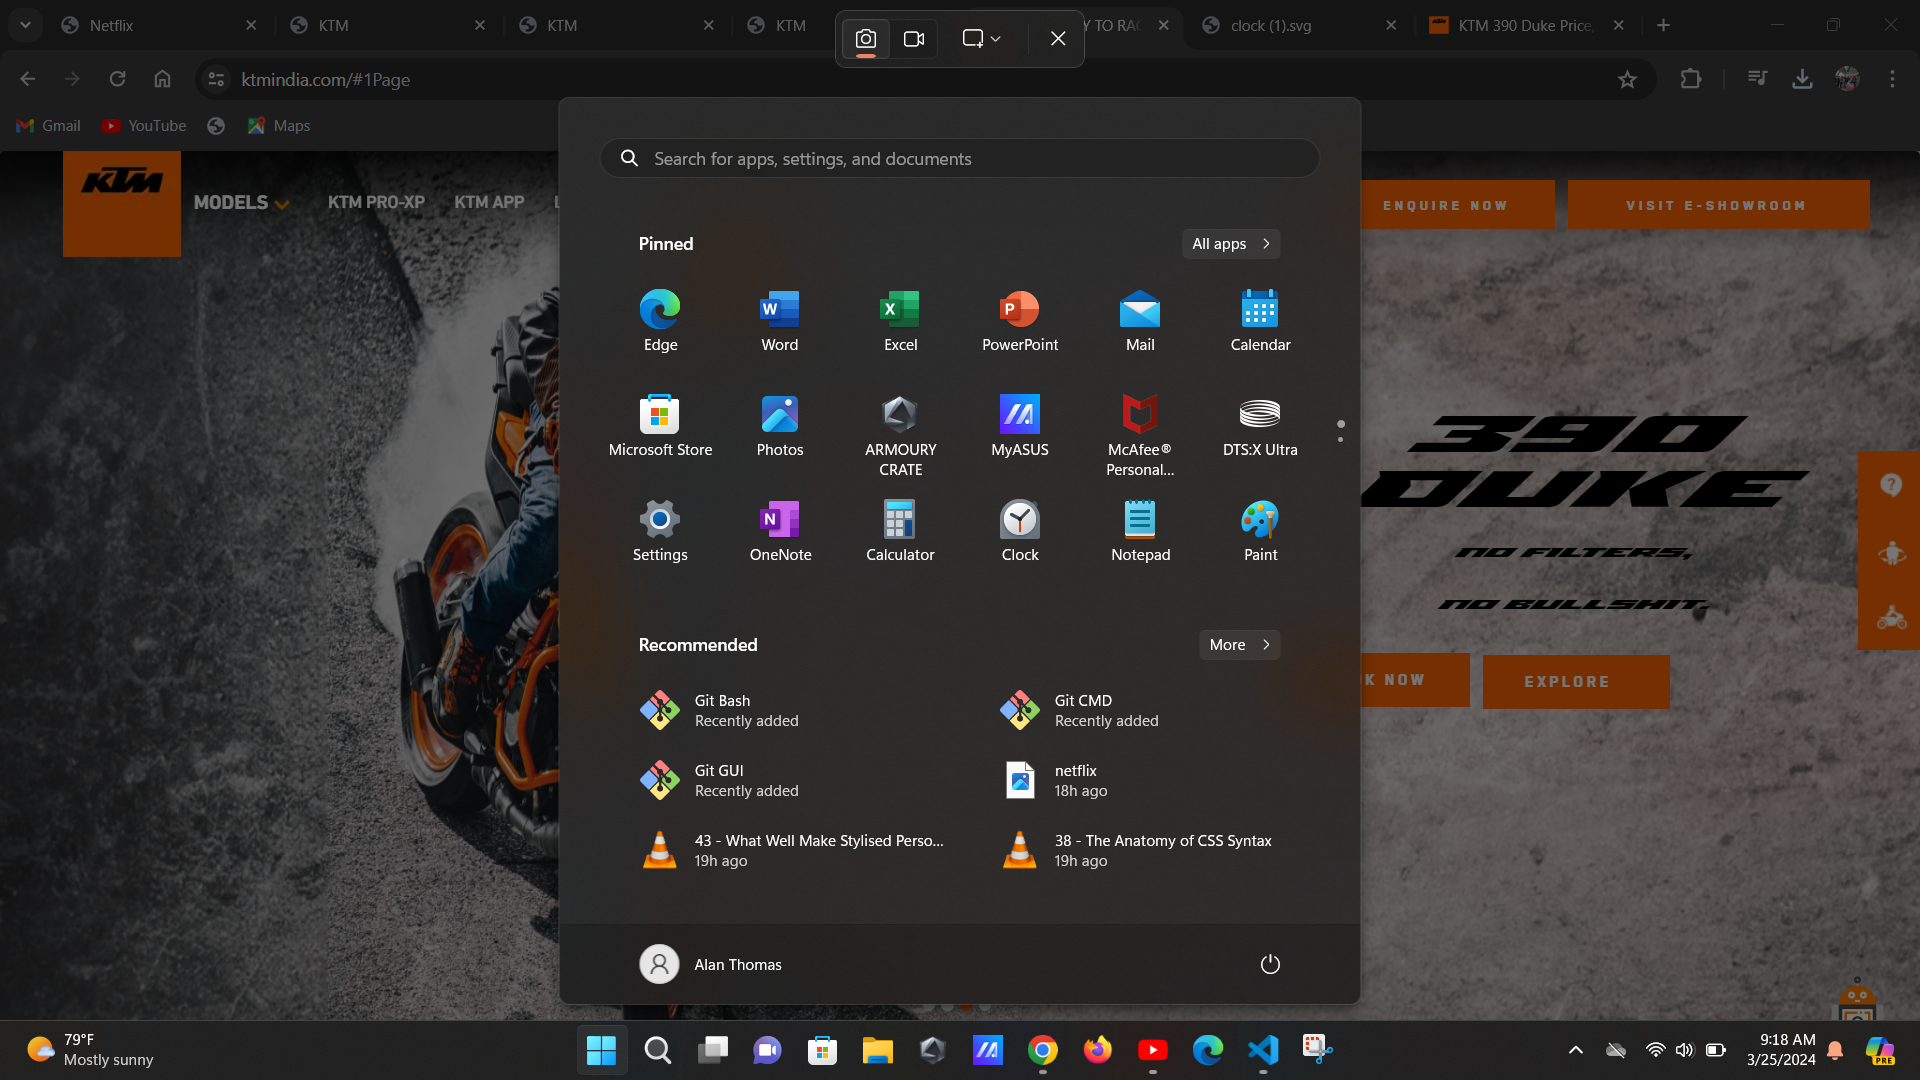 Netflix
KTM
KTM
KTM
Y TO RAC
clock (1).svg
KTM 390 Duke Price,
ktmindia.com/#1Page
Gmail
YouTube
Maps
KTM
MODELS
KTM PRO-XP
KTM APP
L
ENQUIRE NOW
VISIT E-SHOWROOM
Search for apps, settings, and documents
Pinned
All apps
Edge
Word
Excel
PowerPoint
Mail
Calendar
Microsoft Store
Photos
ARMOURY
CRATE
MyASUS
McAfee®
Personal...
DTS:X Ultra
Settings
OneNote
Calculator
Clock
Notepad
Paint
390
DUKE
NO FILTERS,
NO BULLSHIT.
K NOW
EXPLORE
Recommended
More
Git Bash
Recently added
Git CMD
Recently added
Git GUI
Recently added
netflix
18h ago
43 - What Well Make Stylised Perso...
19h ago
38 - The Anatomy of CSS Syntax
19h ago
Alan Thomas
79°F
Mostly sunny
9:18 AM
3/25/2024
PRE